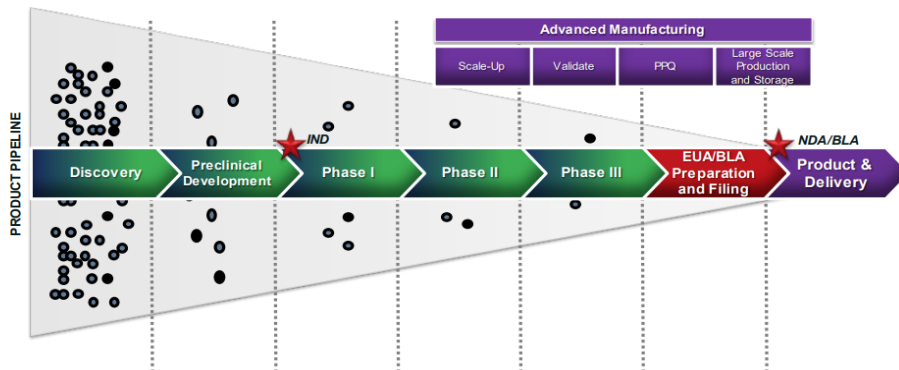 Advanced Manufacturing
Scale-Up
Validate
PPQ
Large Scale
Production
and Storage
PRODUCT PIPELINE
IND
NDA/BLA
Discovery
Preclinical
Development
Phase I
Phase II
Phase III
EUA/BLA
Preparation
and Filing
Product &
Delivery